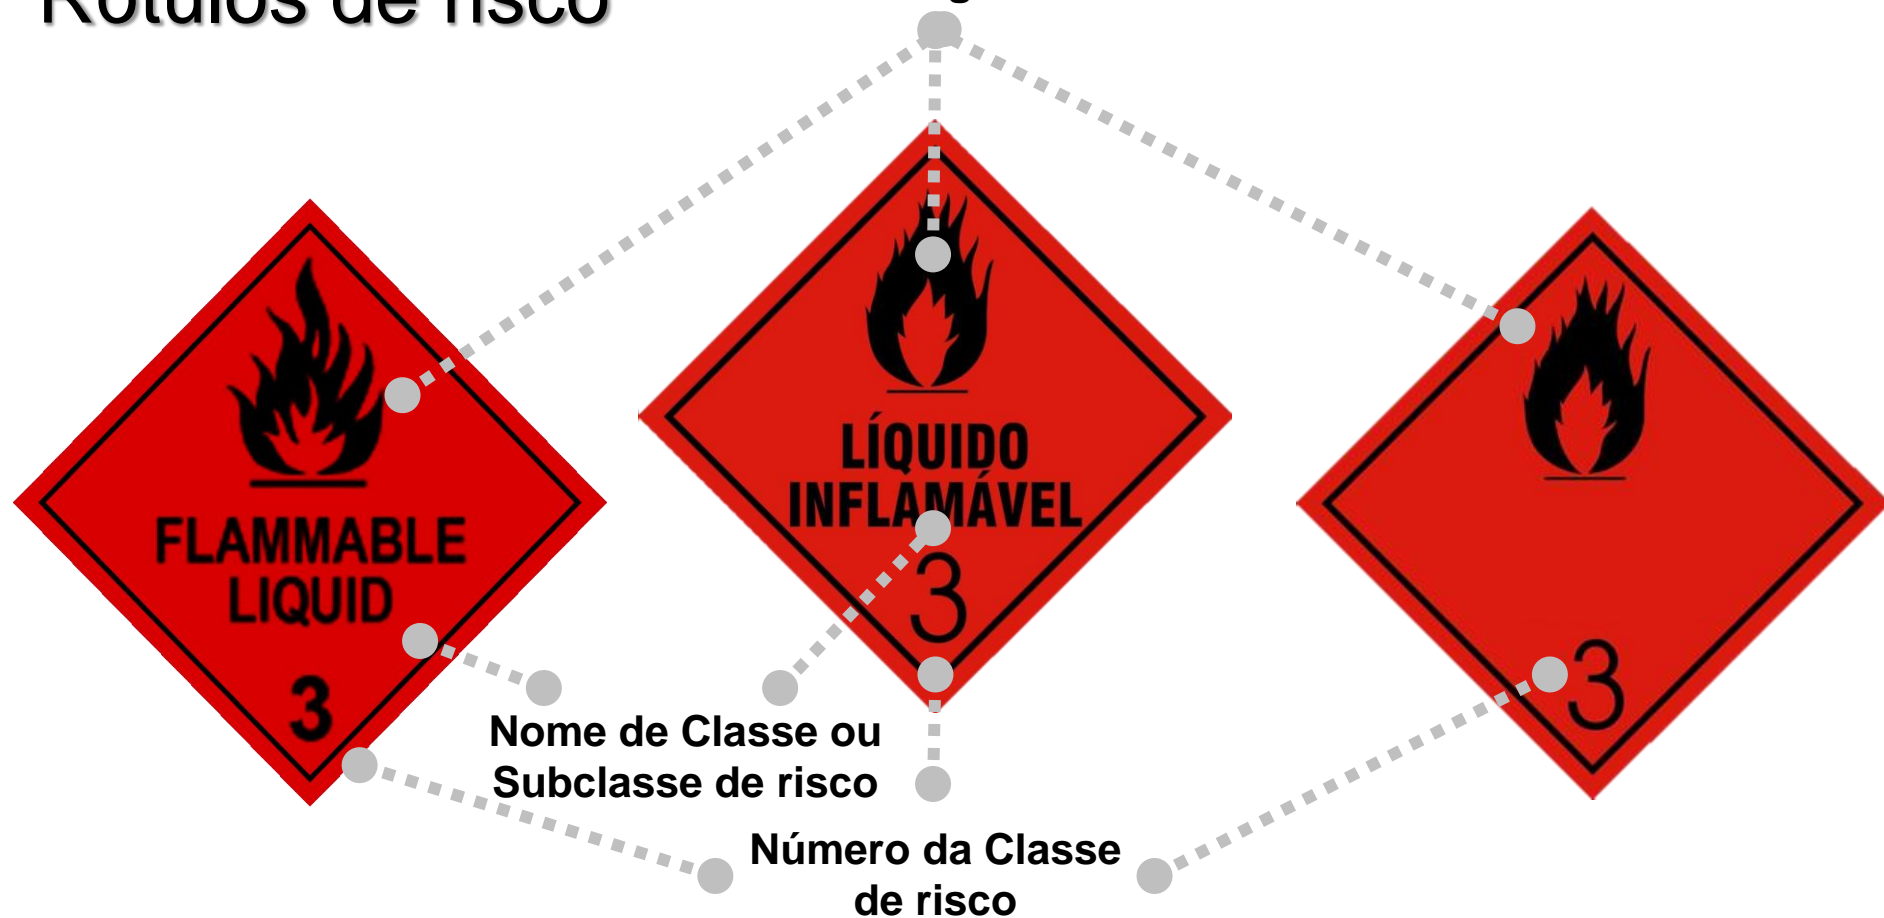 Rótulos de risco
FLAMMABLE
LIQUID
3
LÍQUIDO
INFLAMÁVEL
3
3
Nome de Classe ou
Subclasse de risco
Número da Classe
de risco